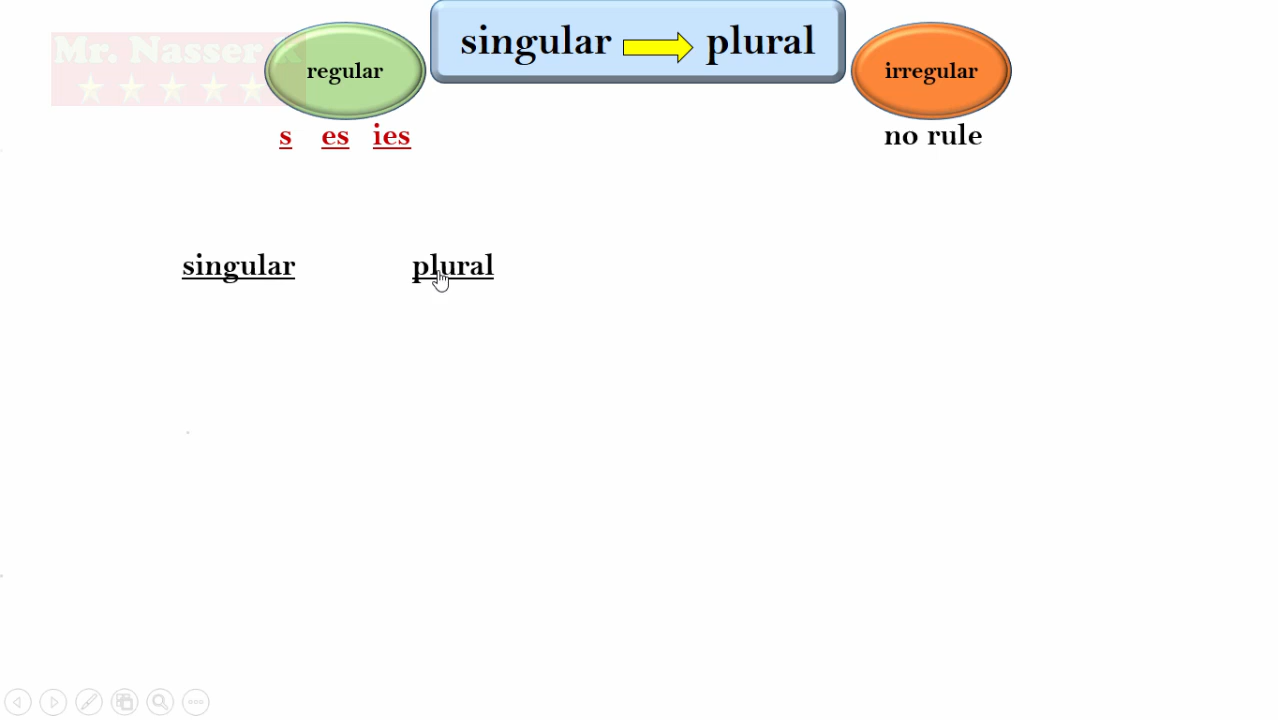 Mr. Nasser
singular plural
regular
irregular
s es ies
no rule
singular plural